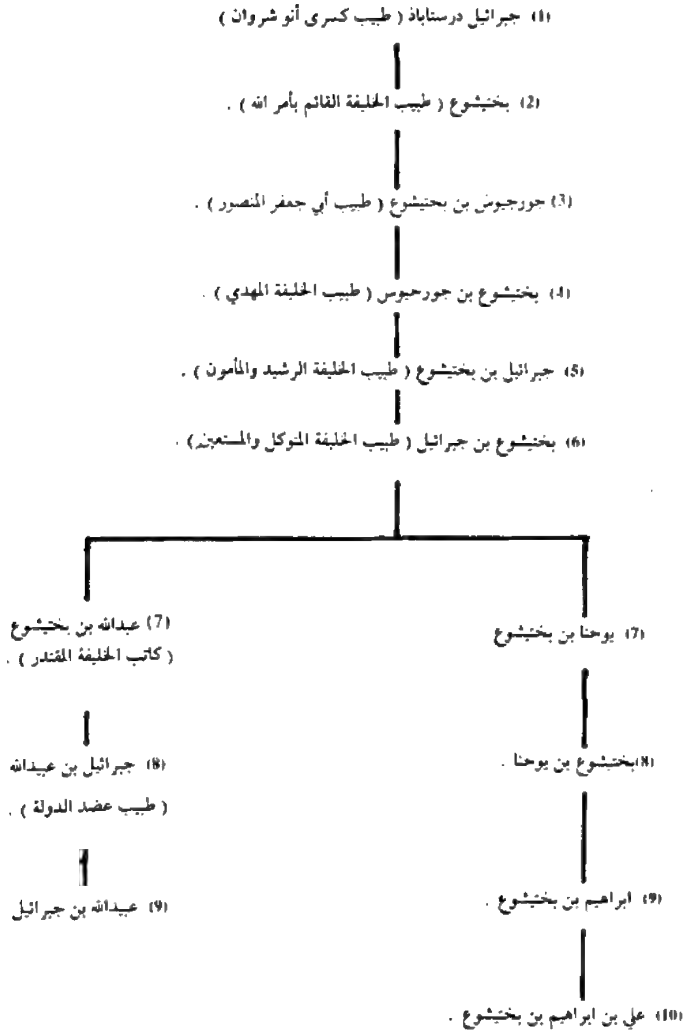 (1) جبرائيل درستاباذ ( طبيب كسرى أنو شروان )
(2) بختيشوع ( طبيب الخليفة القائم بأمر الله ) .
(3) جورجيوس بن بختيشوع ( طبيب أبي جعفر المنصور ) .
(4) بختيشوع بن جورجيوس ( طبيب الخليفة المهدي ) .
(5) جبرائيل بن بختيشوع ( طبيب الخليفة الرشيد والمأمون ) .
(6) بختيشوع بن جبرائيل ( طبيب الخليفة المتوكل والمستعين ) .
(7) يوحنا بن بختيشوع
(7) عبدالله بن بختيشوع
( كاتب الخليفة المقتدر ) .
(8) بختيشوع بن يوحنا .
(8) جبرائيل بن عبيدالله
( طبيب عضد الدولة ) .
(9) ابراهيم بن بختيشوع .
(9) عبيدالله بن جبرائيل
(10) علي بن ابراهيم بن بختيشوع .